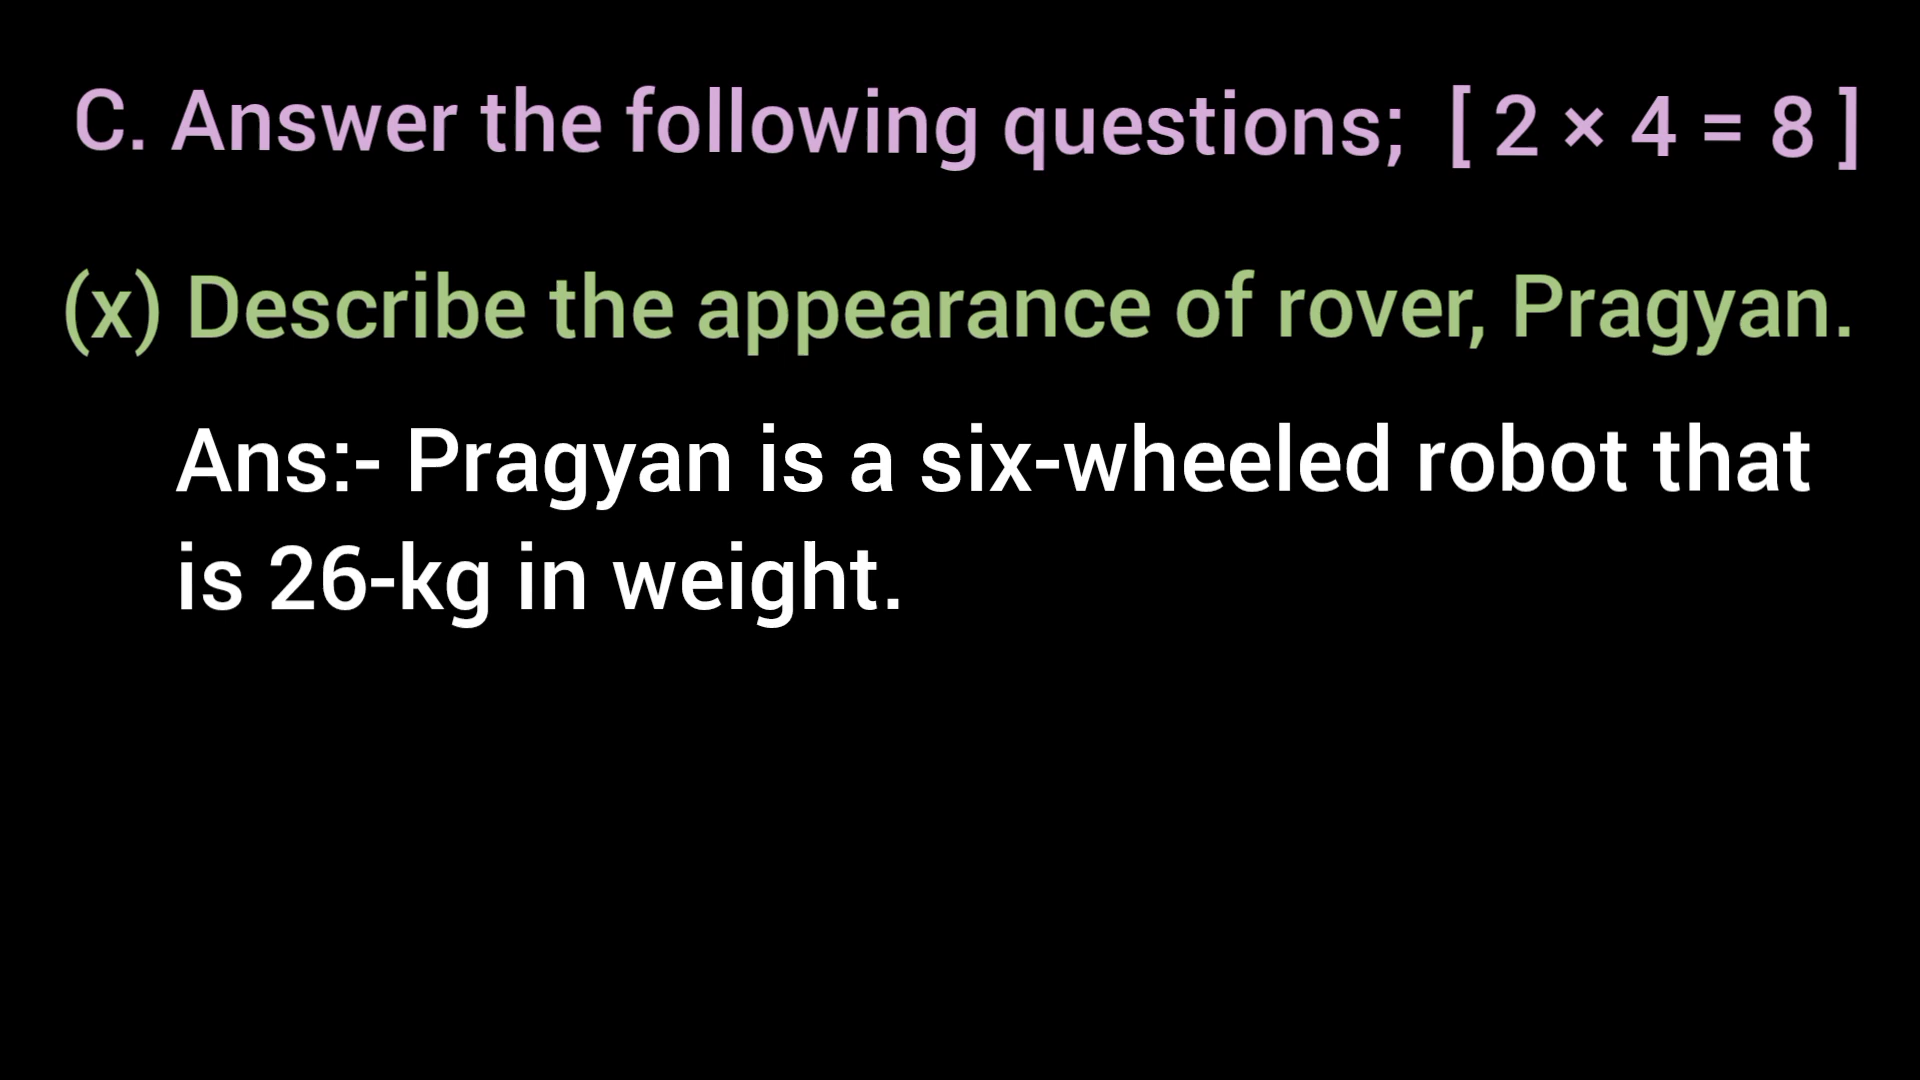 C. Answer the following questions; [ 2 × 4 = 8 ]
(x) Describe the appearance of rover, Pragyan.
Ans:- Pragyan is a six-wheeled robot that
is 26-kg in weight.